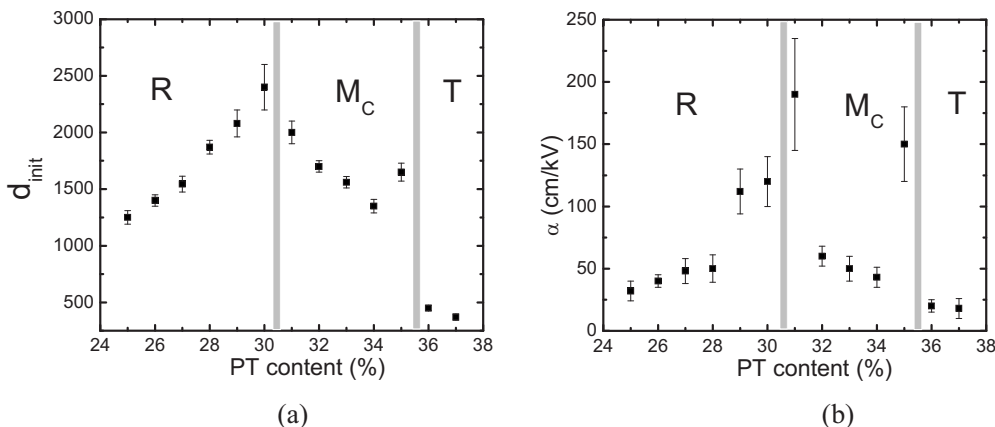 3000
2500
2000
1500
1000
500
24 26 28 30 32 34 36 38
d_init
PT content (%)
R
M_C
T
(a)
250
200
150
100
50
0
24 26 28 30 32 34 36 38
α (cm/kV)
PT content (%)
R
M_C
T
(b)